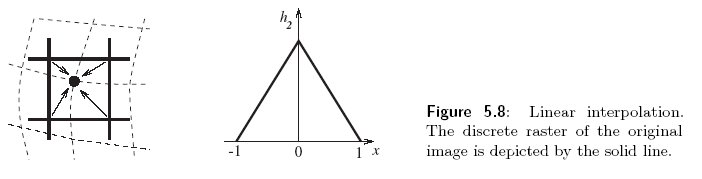 h2
-1 0 1 x
Figure 5.8: Linear interpolation.
The discrete raster of the original
image is depicted by the solid line.